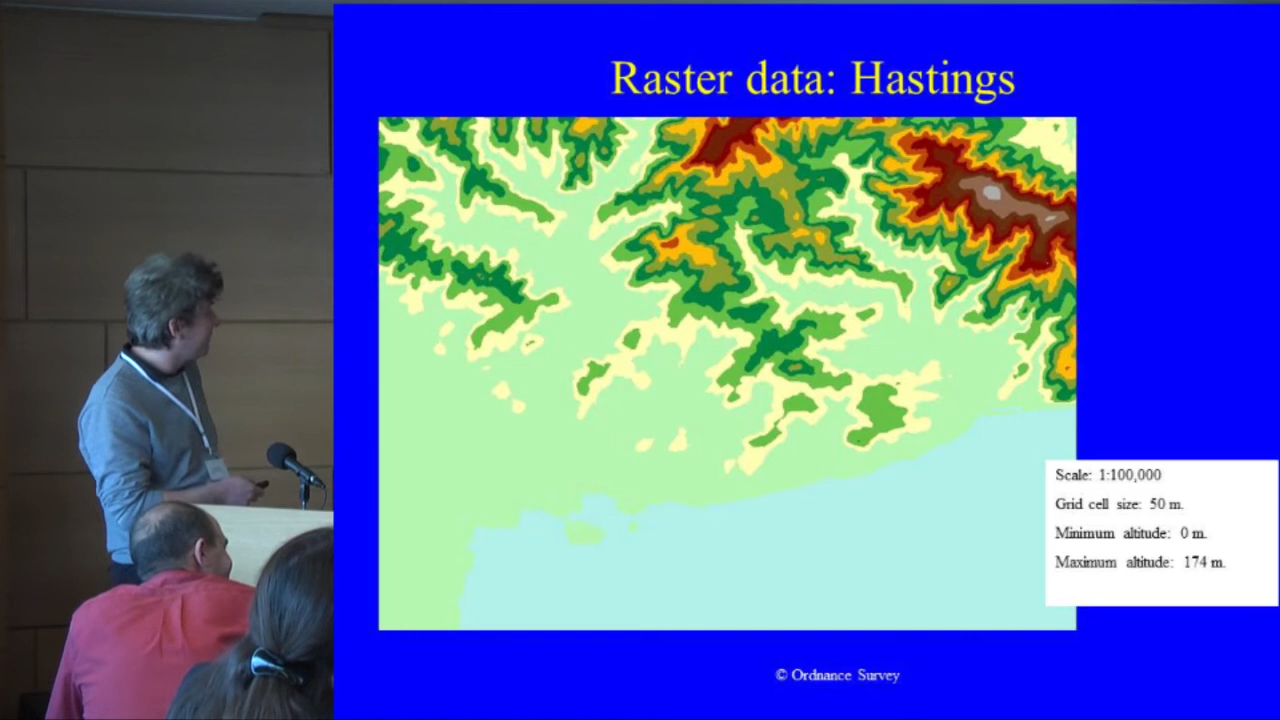 Raster data: Hastings
Scale: 1:100,000
Grid cell size: 50 m.
Minimum altitude: 0 m.
Maximum altitude: 174 m.
© Ordnance Survey